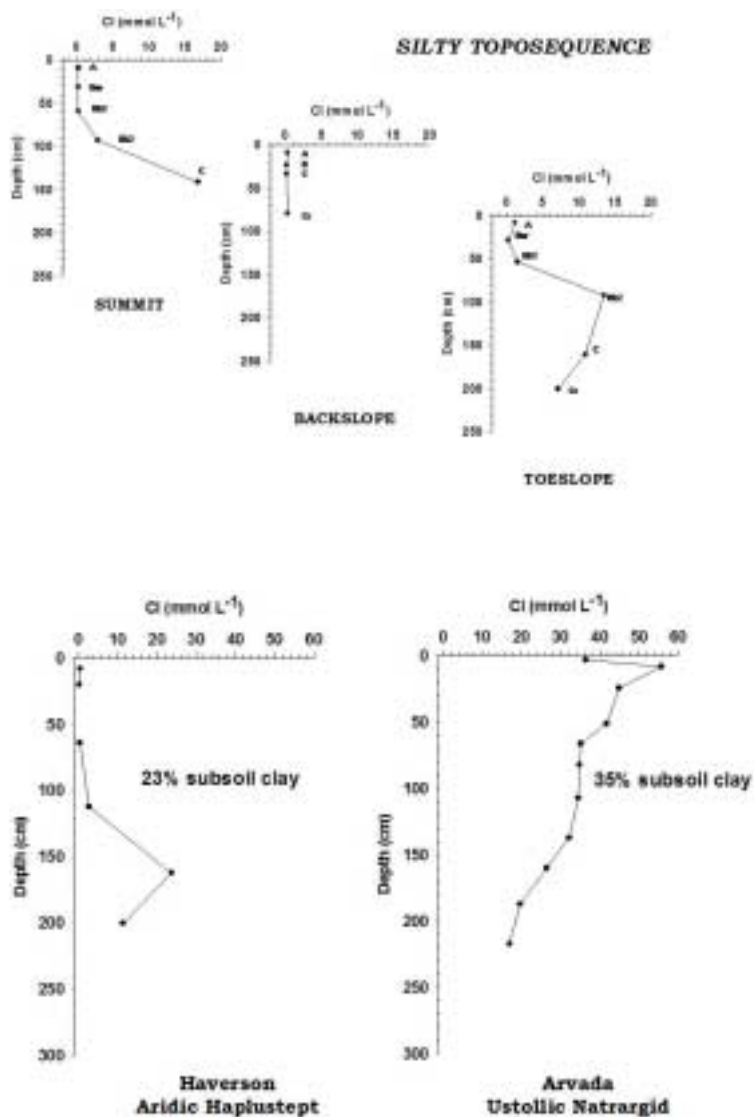 Cl (mmol L⁻¹)
0 5 10 15 20
0
50
100
150
200
250
Depth (cm)
A
C
SUMMIT
SILTY TOPOSEQUENCE
Cl (mmol L⁻¹)
0 5 10 15 20
0
50
100
150
200
250
Depth (cm)
A
C
BACKSLOPE
Cl (mmol L⁻¹)
0 5 10 15 20
0
50
100
150
200
250
Depth (cm)
A
C
TOESLOPE
Cl (mmol L⁻¹)
0 10 20 30 40 50 60
0
50
100
150
200
250
300
Depth (cm)
23% subsoil clay
Haverson
Aridic Haplustept
Cl (mmol L⁻¹)
0 10 20 30 40 50 60
0
50
100
150
200
250
300
Depth (cm)
35% subsoil clay
Arvada
Ustollic Natrargid